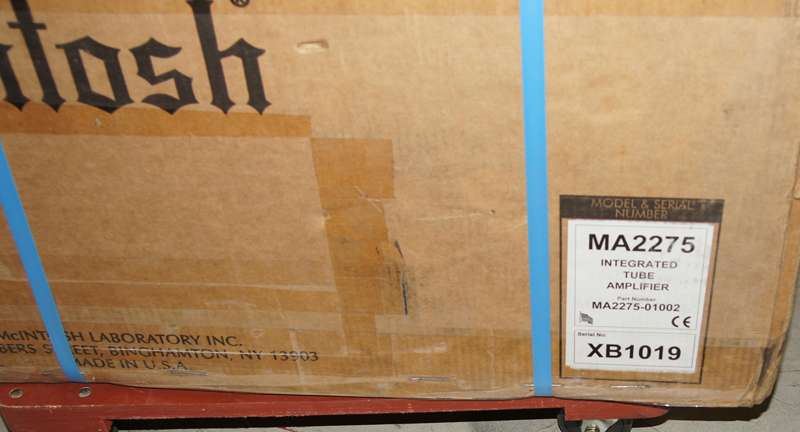 ntosh®
McINTOSH LABORATORY INC.
BERS STREET, BINGHAMTON, NY 13903
MADE IN U.S.A.
MODEL & SERIAL
NUMBER
MA2275
INTEGRATED
TUBE
AMPLIFIER
Part Number
MA2275-01002
CE
Serial No:
XB1019